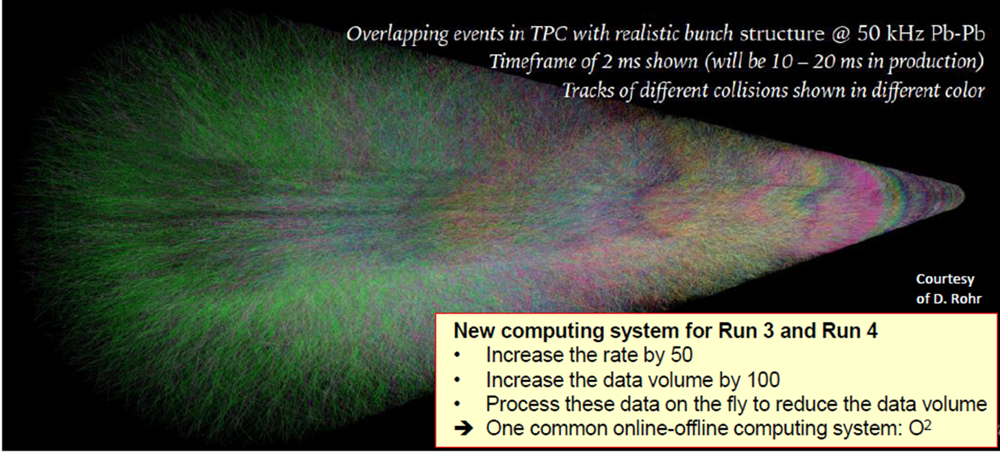 Overlapping events in TPC with realistic bunch structure @ 50 kHz Pb-Pb
Timeframe of 2 ms shown (will be 10 – 20 ms in production)
Tracks of different collisions shown in different color
Courtesy
of D. Rohr
New computing system for Run 3 and Run 4
• Increase the rate by 50
• Increase the data volume by 100
• Process these data on the fly to reduce the data volume
➔ One common online-offline computing system: O²